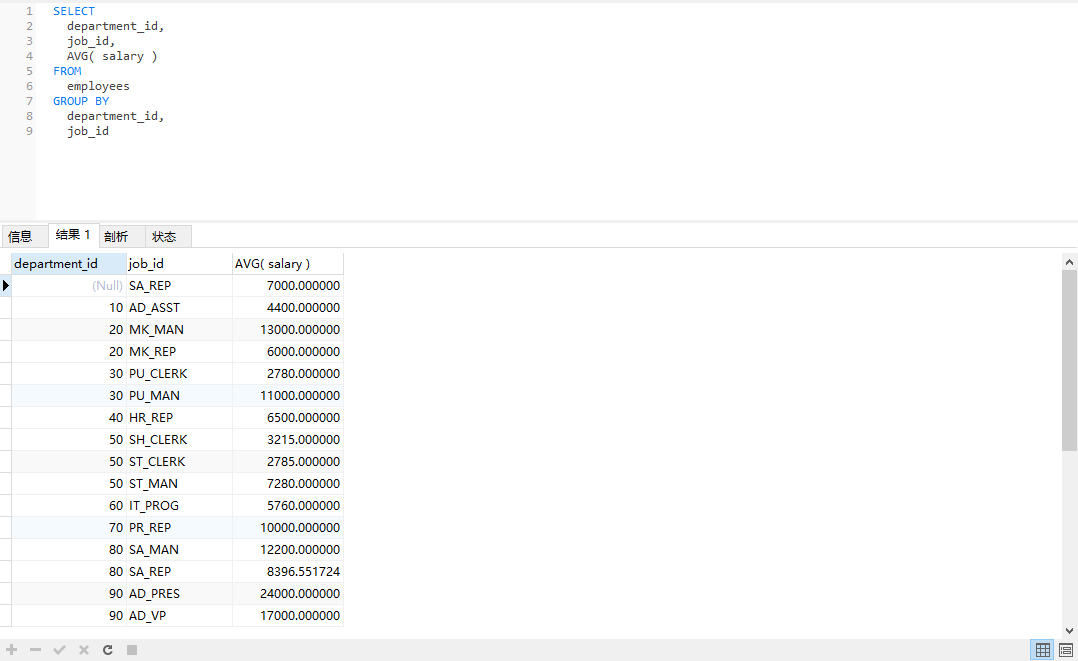 1 SELECT
2 department_id,
3 job_id,
4 AVG( salary )
5 FROM
6 employees
7 GROUP BY
8 department_id,
9 job_id
信息 结果 1 剖析 状态
department_id job_id AVG( salary )
(Null) SA_REP 7000.000000
10 AD_ASST 4400.000000
20 MK_MAN 13000.000000
20 MK_REP 6000.000000
30 PU_CLERK 2780.000000
30 PU_MAN 11000.000000
40 HR_REP 6500.000000
50 SH_CLERK 3215.000000
50 ST_CLERK 2785.000000
50 ST_MAN 7280.000000
60 IT_PROG 5760.000000
70 PR_REP 10000.000000
80 SA_MAN 12200.000000
80 SA_REP 8396.551724
90 AD_PRES 24000.000000
90 AD_VP 17000.000000